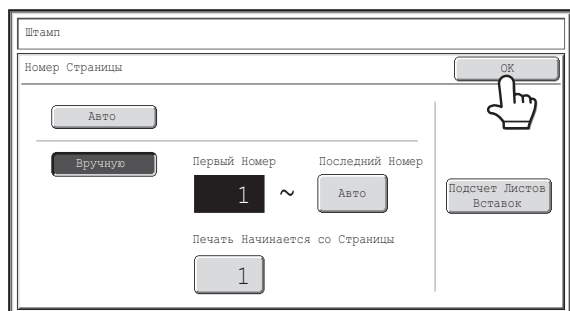 Штамп
Номер Страницы
OK
Авто
Вручную
Первый Номер
Последний Номер
1
~
Авто
Подсчет Листов
Вставок
Печать Начинается со Страницы
1